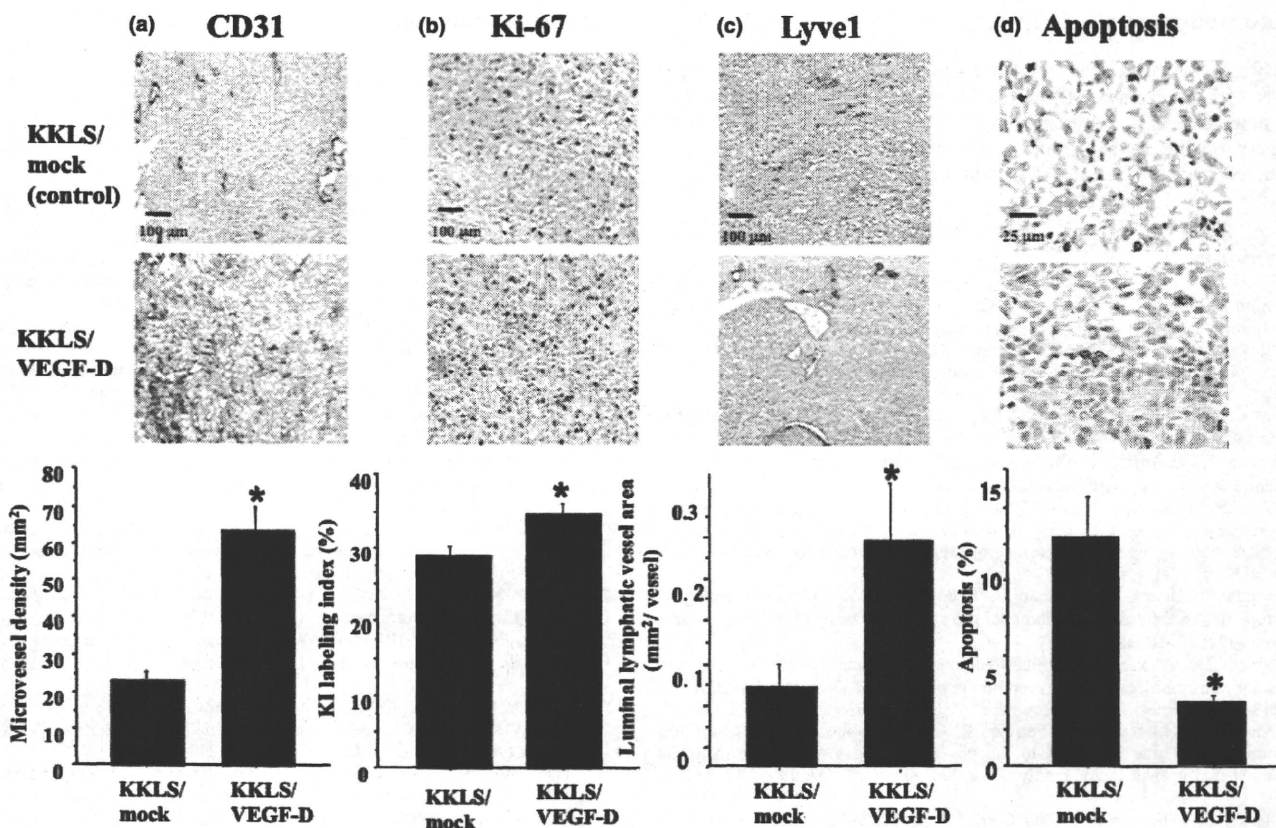 (a) CD31
(b) Ki-67
(c) Lyve1
(d) Apoptosis
KKLS/
mock
(control)
100 µm
100 µm
100 µm
25 µm
KKLS/
VEGF-D
Microvessel density (mm²)
80
70
60
50
40
30
20
10
0
*
KKLS/
mock
KKLS/
VEGF-D
KI labeling index (%)
40
30
20
10
0
*
KKLS/
mock
KKLS/
VEGF-D
Luminal lymphatic vessel area
(mm²/ vessel)
0.3
0.2
0.1
0
*
KKLS/
mock
KKLS/
VEGF-D
Apoptosis (%)
15
10
5
0
*
KKLS/
mock
KKLS/
VEGF-D